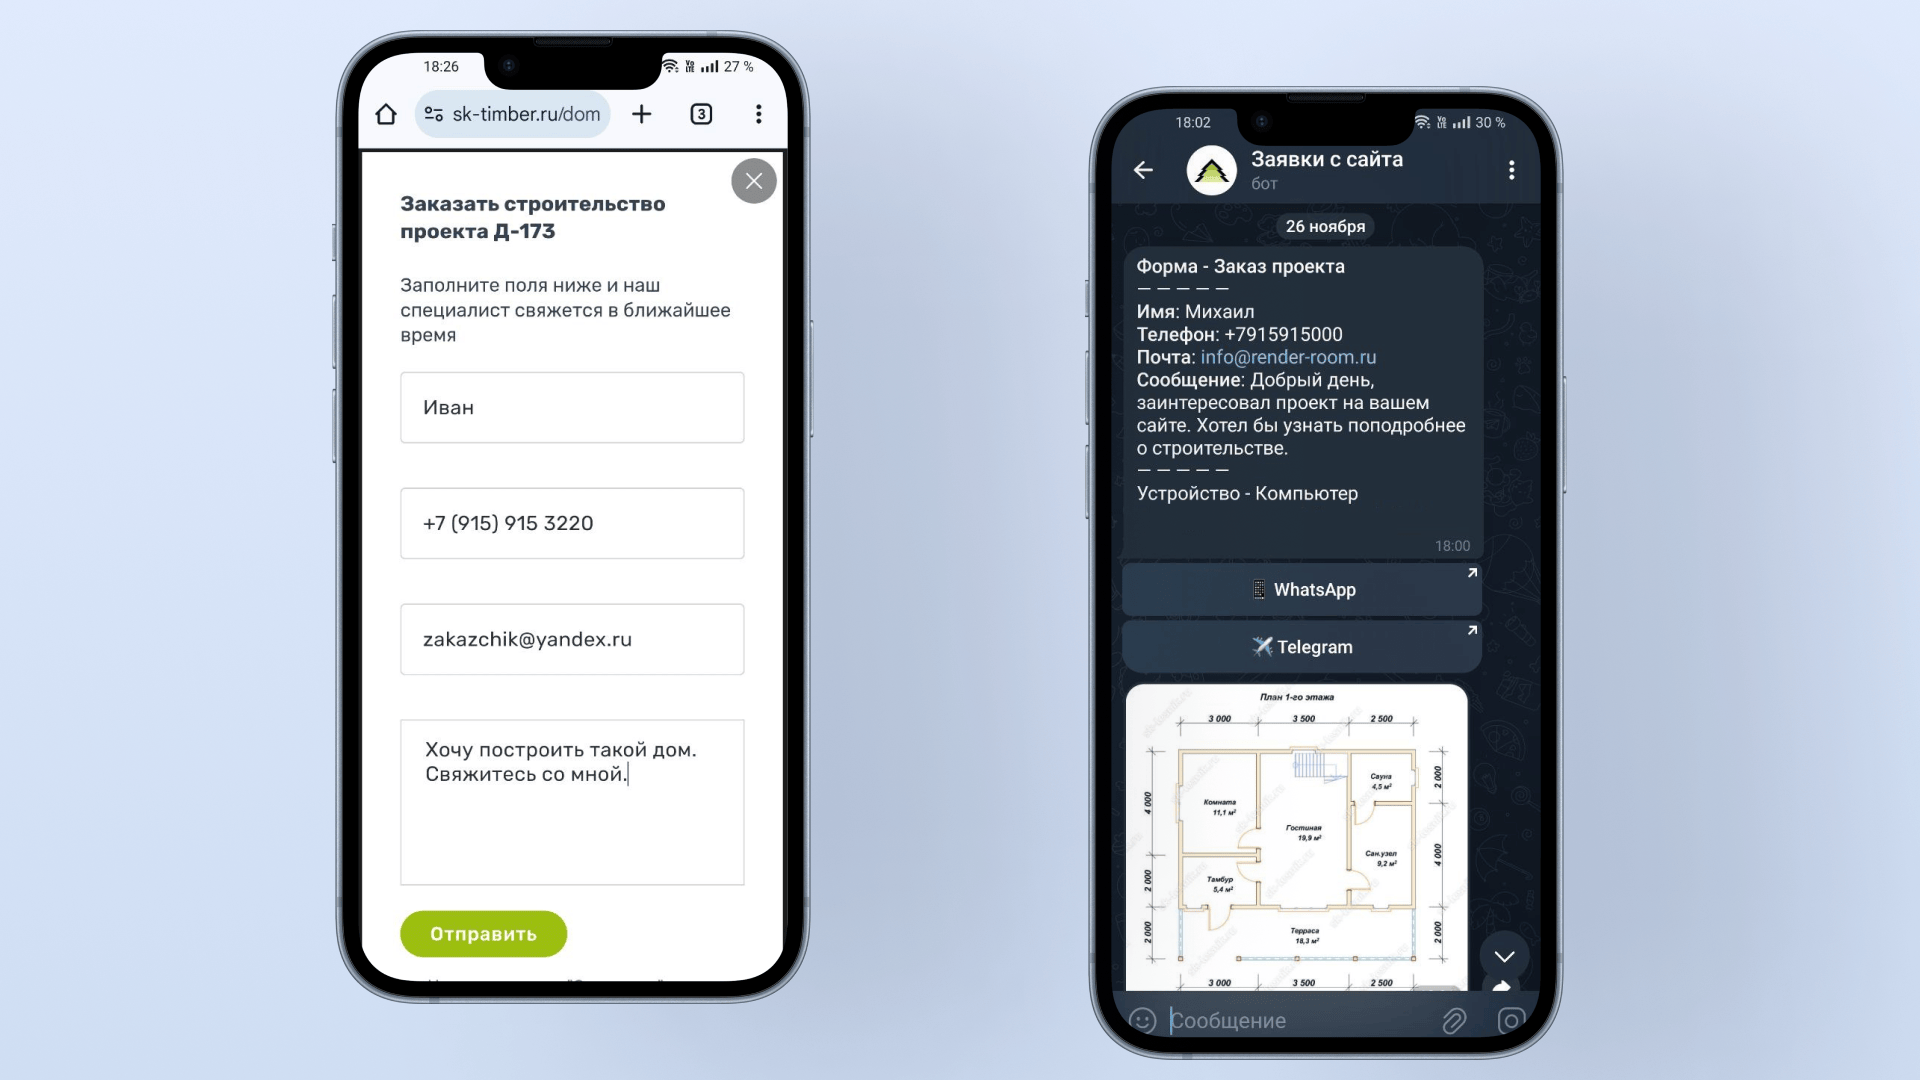 18:26
27 %
sk-timber.ru/dom
3
Заказать строительство
проекта Д-173
Заполните поля ниже и наш
специалист свяжется в ближайшее
время
Иван
+7 (915) 915 3220
zakazchik@yandex.ru
Хочу построить такой дом.
Свяжитесь со мной.
Отправить
18:02
30 %
Заявки с сайта
бот
26 ноября
Форма - Заказ проекта
— — — — —
Имя: Михаил
Телефон: +7915915000
Почта: info@render-room.ru
Сообщение: Добрый день,
заинтересовал проект на вашем
сайте. Хотел бы узнать поподробнее
о строительстве.
— — — — —
Устройство - Компьютер
18:00
WhatsApp
Telegram
План 1-го этажа
3 000 3 500 2 500
Сауна
4,5 м²
2 000
4 000
Комната
11,1 м²
Гостиная
19,9 м²
Сан.узел
9,2 м²
4 000
Тамбур
5,4 м²
2 000
Терраса
18,3 м²
2 000
2 000
3 000 3 500 2 500
Сообщение